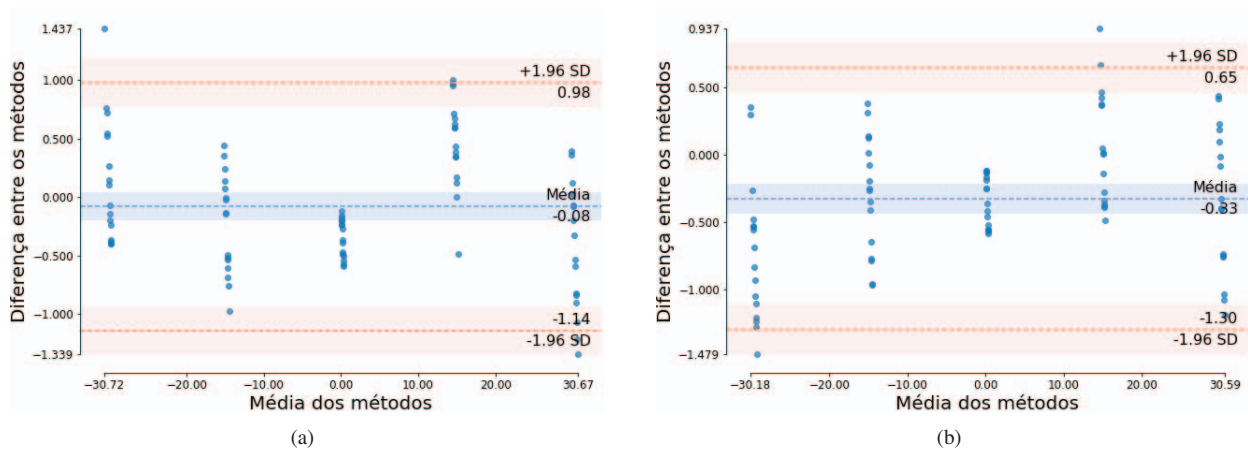 1.437
1.000
0.500
0.000
−0.500
−1.000
−1.339
Diferença entre os métodos
+1.96 SD
0.98
Média
-0.08
-1.14
-1.96 SD
−30.72
−20.00
−10.00
0.00
10.00
20.00
30.67
Média dos métodos
(a)
0.937
0.500
0.000
−0.500
−1.000
−1.479
Diferença entre os métodos
+1.96 SD
0.65
Média
-0.33
-1.30
-1.96 SD
−30.18
−20.00
−10.00
0.00
10.00
20.00
30.59
Média dos métodos
(b)